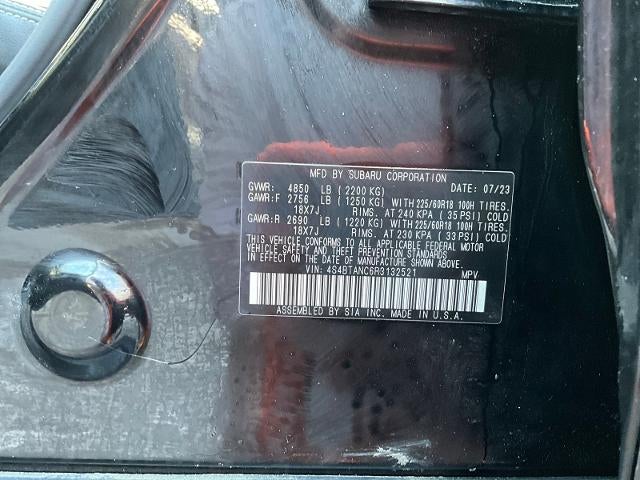 MFD BY SUBARU CORPORATION DATE: 07/23
GVWR: 4850 LB (2200 KG)
GAWR:F 2756 LB (1250 KG) WITH 225/60R18 100H TIRES,
18X7J RIMS, AT 240 KPA (35 PSI) COLD
GAWR:R 2690 LB (1220 KG) WITH 225/60R18 100H TIRES,
18X7J RIMS, AT 230 KPA (33 PSI) COLD
THIS VEHICLE CONFORMS TO ALL APPLICABLE FEDERAL MOTOR
VEHICLE SAFETY AND THEFT PREVENTION STANDARDS
IN EFFECT ON THE DATE OF MANUFACTURE SHOWN ABOVE.
VIN: 4S4BTANC6R3132521 MPV
ASSEMBLED BY SIA INC. MADE IN U.S.A.